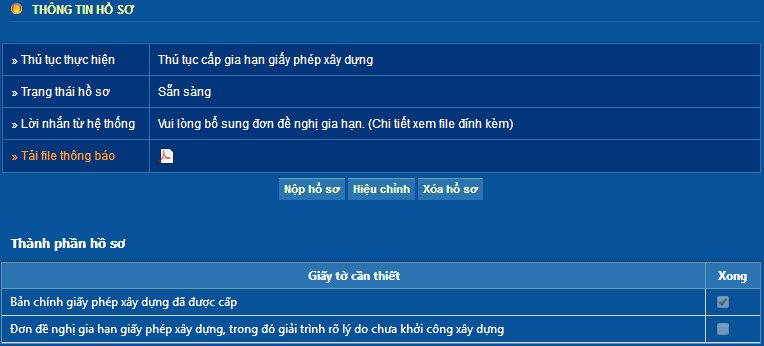 THÔNG TIN HỒ SƠ
» Thủ tục thực hiện Thủ tục cấp gia hạn giấy phép xây dựng
» Trạng thái hồ sơ Sẵn sàng
» Lời nhắn từ hệ thống Vui lòng bổ sung đơn đề nghị gia hạn. (Chi tiết xem file đính kèm)
» Tải file thông báo
Nộp hồ sơ Hiệu chỉnh Xóa hồ sơ
Thành phần hồ sơ
Giấy tờ cần thiết Xong
Bản chính giấy phép xây dựng đã được cấp
Đơn đề nghị gia hạn giấy phép xây dựng, trong đó giải trình rõ lý do chưa khởi công xây dựng